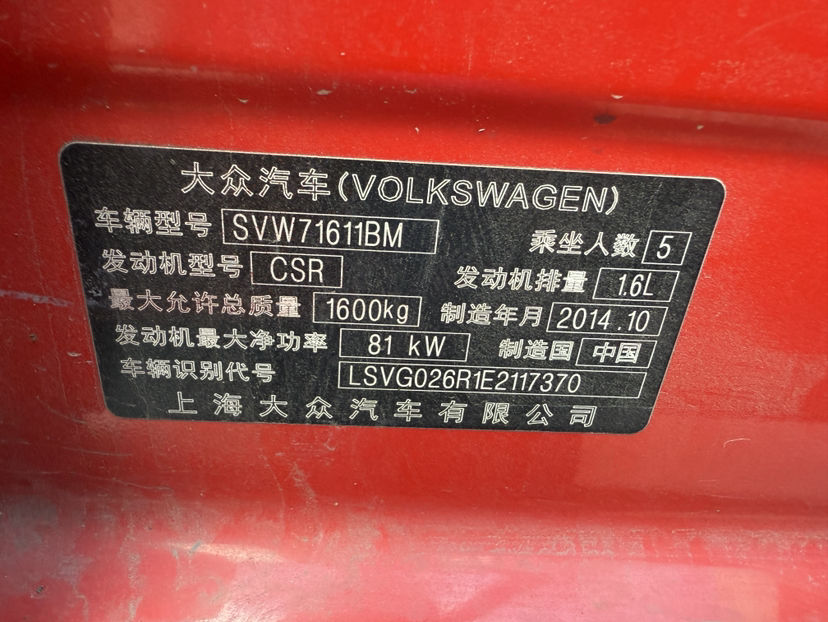 大众汽车(VOLKSWAGEN)
车辆型号 SVW71611BM 乘坐人数 5
发动机型号 CSR 发动机排量 1.6L
最大允许总质量 1600kg 制造年月 2014.10
发动机最大净功率 81 kW 制造国 中国
车辆识别代号 LSVG026R1E2117370
上海大众汽车有限公司